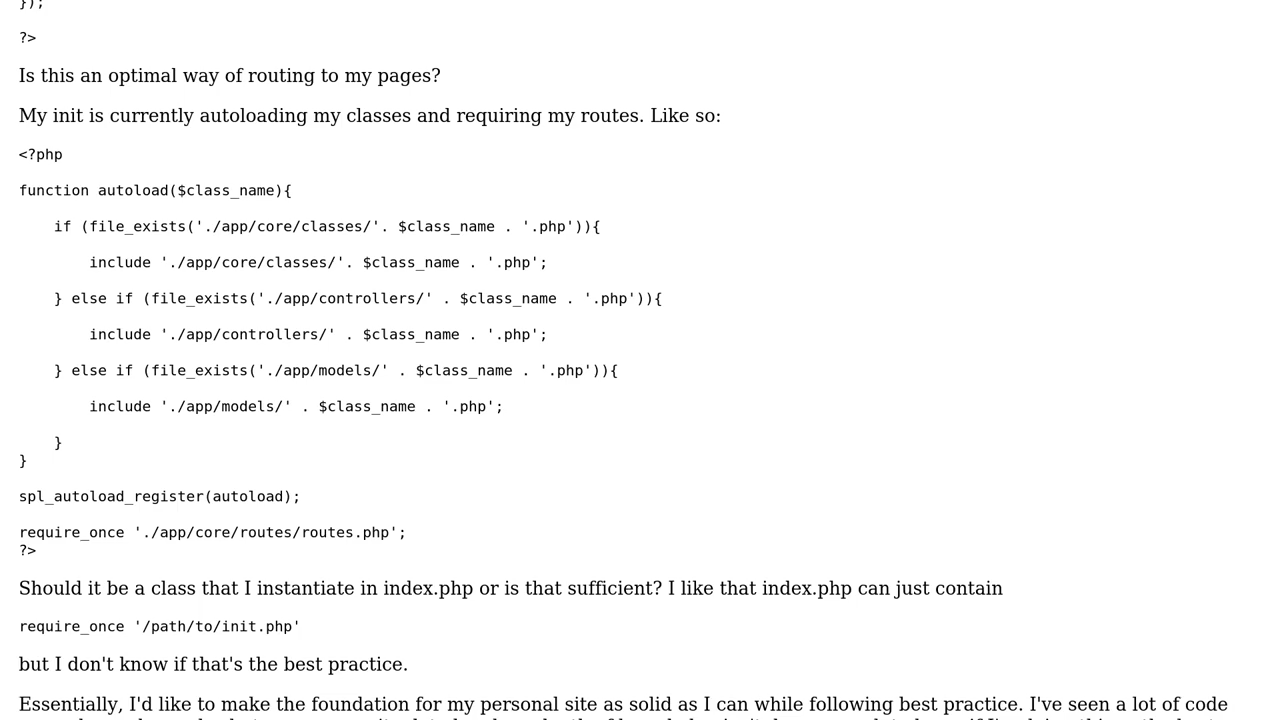 });
?>
Is this an optimal way of routing to my pages?
My init is currently autoloading my classes and requiring my routes. Like so:
<?php
function autoload($class_name){
    if (file_exists('./app/core/classes/'. $class_name . '.php')){
        include './app/core/classes/'. $class_name . '.php';
    } else if (file_exists('./app/controllers/' . $class_name . '.php')){
        include './app/controllers/' . $class_name . '.php';
    } else if (file_exists('./app/models/' . $class_name . '.php')){
        include './app/models/' . $class_name . '.php';
    }
}
spl_autoload_register(autoload);
require_once './app/core/routes/routes.php';
?>
Should it be a class that I instantiate in index.php or is that sufficient? I like that index.php can just contain
require_once '/path/to/init.php'
but I don't know if that's the best practice.
Essentially, I'd like to make the foundation for my personal site as solid as I can while following best practice. I've seen a lot of code